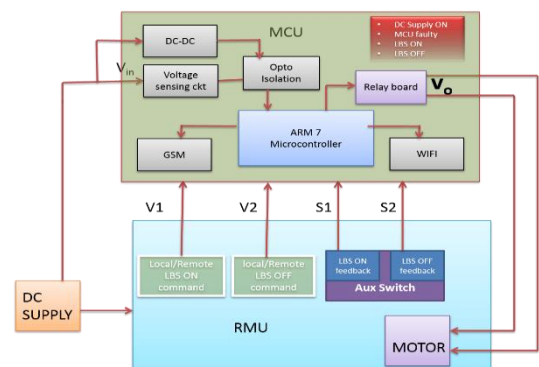 MCU
• DC Supply ON
• MCU faulty
• LBS ON
• LBS OFF
DC-DC
Vin
Voltage
sensing ckt
Opto
Isolation
Relay board
Vo
GSM
ARM 7
Microcontroller
WIFI
V1
V2
S1
S2
Local/Remote
LBS ON
command
local/Remote
LBS OFF
command
LBS ON
feedback
LBS OFF
feedback
Aux Switch
DC
SUPPLY
RMU
MOTOR